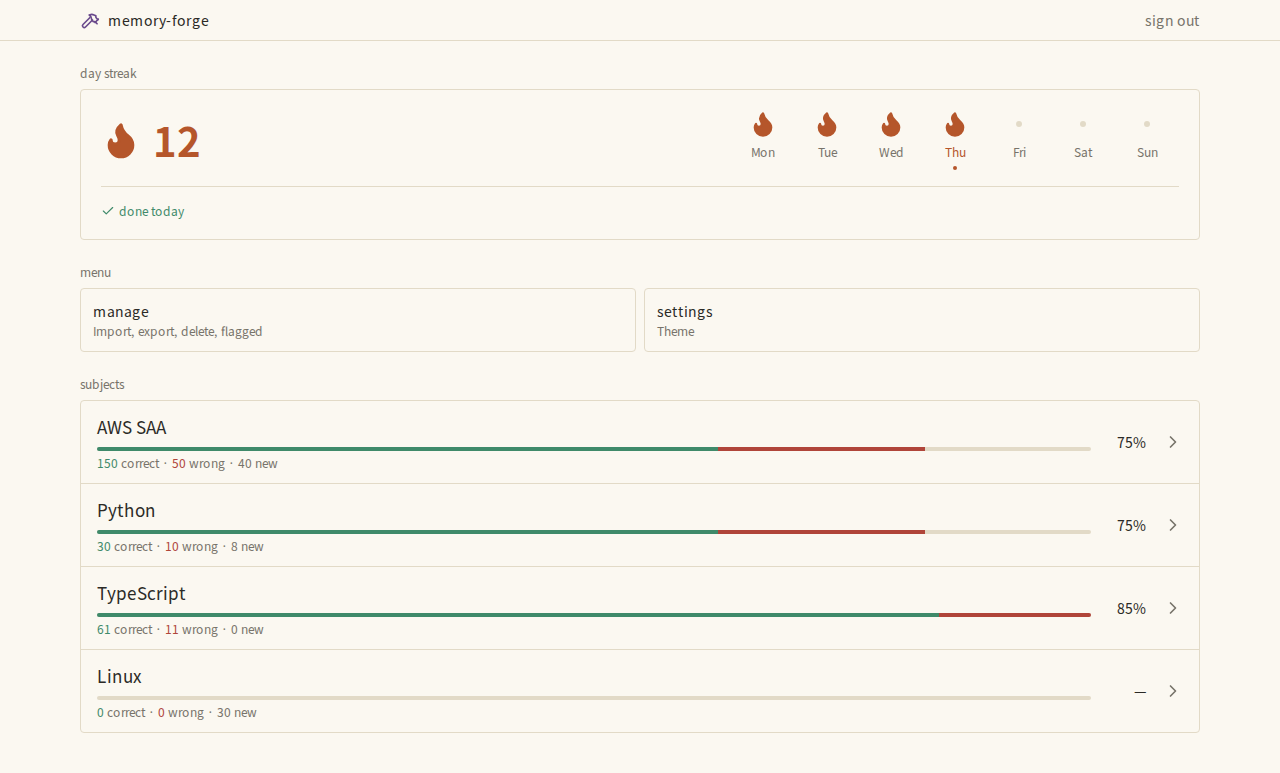 memory-forge
sign out
day streak
12
Mon Tue Wed Thu Fri Sat Sun
done today
menu
manage
Import, export, delete, flagged
settings
Theme
subjects
AWS SAA
75%
150 correct · 50 wrong · 40 new
Python
75%
30 correct · 10 wrong · 8 new
TypeScript
85%
61 correct · 11 wrong · 0 new
Linux
—
0 correct · 0 wrong · 30 new